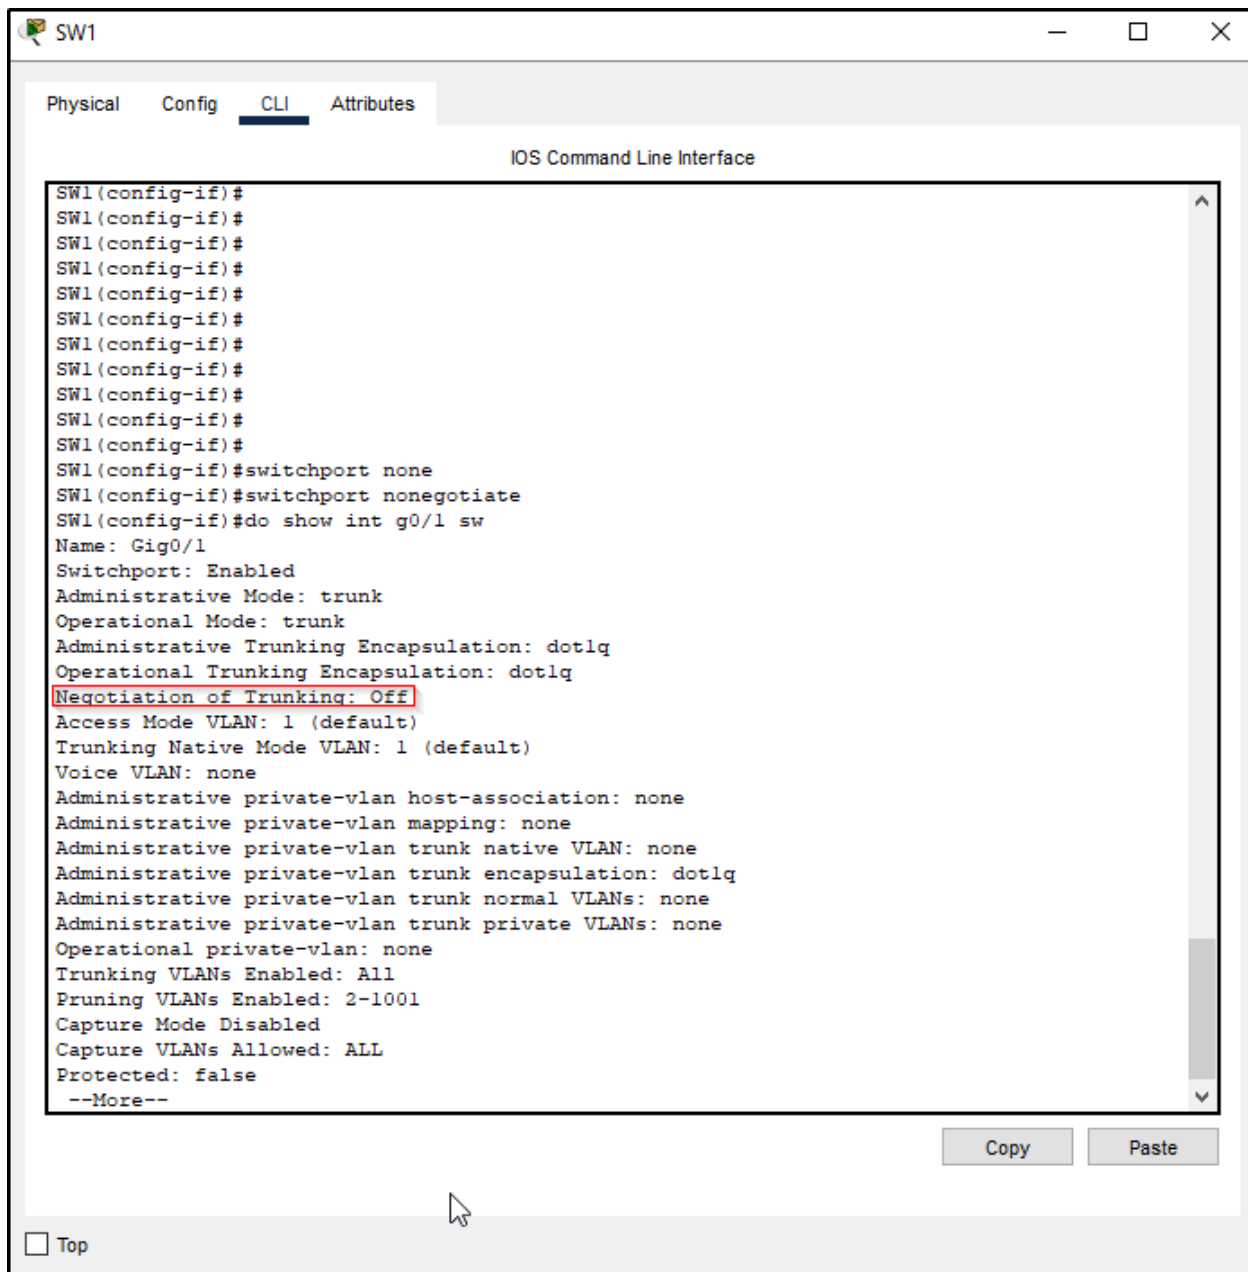 SW1
Physical Config CLI Attributes
IOS Command Line Interface
SW1(config-if)#
SW1(config-if)#
SW1(config-if)#
SW1(config-if)#
SW1(config-if)#
SW1(config-if)#
SW1(config-if)#
SW1(config-if)#
SW1(config-if)#
SW1(config-if)#
SW1(config-if)#
SW1(config-if)#switchport none
SW1(config-if)#switchport nonegotiate
SW1(config-if)#do show int g0/1 sw
Name: Gig0/1
Switchport: Enabled
Administrative Mode: trunk
Operational Mode: trunk
Administrative Trunking Encapsulation: dot1q
Operational Trunking Encapsulation: dot1q
Negotiation of Trunking: Off
Access Mode VLAN: 1 (default)
Trunking Native Mode VLAN: 1 (default)
Voice VLAN: none
Administrative private-vlan host-association: none
Administrative private-vlan mapping: none
Administrative private-vlan trunk native VLAN: none
Administrative private-vlan trunk encapsulation: dot1q
Administrative private-vlan trunk normal VLANs: none
Administrative private-vlan trunk private VLANs: none
Operational private-vlan: none
Trunking VLANs Enabled: All
Pruning VLANs Enabled: 2-1001
Capture Mode Disabled
Capture VLANs Allowed: ALL
Protected: false
--More--
Copy Paste
Top